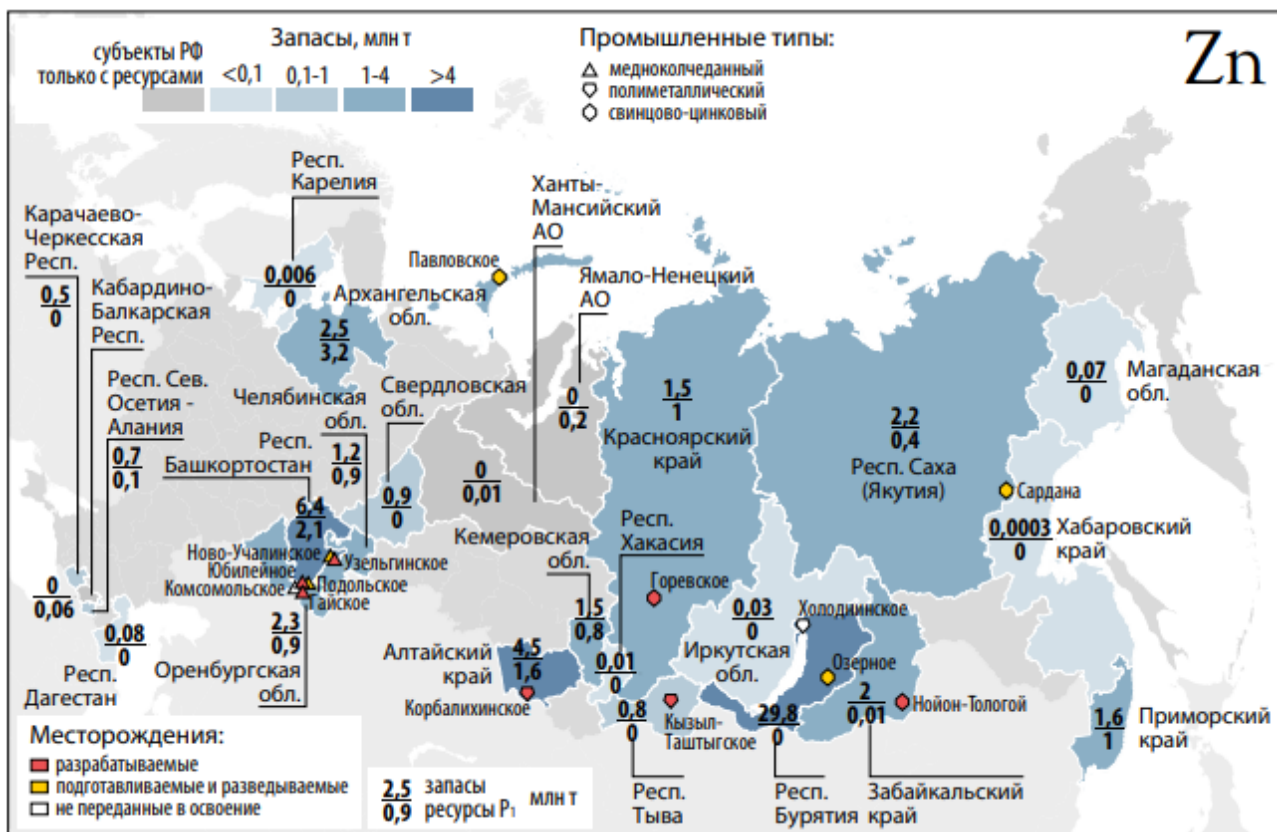 Запасы, млн т
субъекты РФ
только с ресурсами
<0,1
0,1-1
1-4
>4
Промышленные типы:
медноколчеданный
полиметаллический
свинцово-цинковый
Zn
Респ.
Карелия
0,006
0
Карачаево-
Черкесская
Респ.
0,5
0
Кабардино-
Балкарская
Респ.
0
0,06
Респ. Сев.
Осетия -
Алания
0,7
0,1
Архангельская
обл.
2,5
3,2
Павловское
Ханты-
Мансийский
АО
0
0,01
Ямало-Ненецкий
АО
0
0,2
Челябинская
обл.
1,2
0,9
Свердловская
обл.
0,9
0
Респ.
Башкортостан
6,4
2,1
Ново-Учалинское
Узельгинское
Юбилейное
Подольское
Комсомольское
Гайское
2,3
0,9
Оренбургская
обл.
0,08
0
Респ.
Дагестан
1,5
1
Красноярский
край
2,2
0,4
Респ. Саха
(Якутия)
0,07
0
Магаданская
обл.
Сардана
0,0003
0
Хабаровский
край
Кемеровская
обл.
1,5
0,8
Респ.
Хакасия
0,01
0
Горевское
0,03
0
Иркутская
обл.
Холодиинское
Озерное
Алтайский
край
4,5
1,6
Корбалихинское
0,8
0
Кызыл-
Таштыгское
29,8
0
2
0,01
Нойон-Тологой
1,6
1
Приморский
край
Респ.
Тыва
Респ.
Бурятия
Забайкальский
край
Месторождения:
разрабатываемые
подготавливаемые и разведываемые
не переданные в освоение
2,5 запасы
0,9 ресурсы P₁
млн т